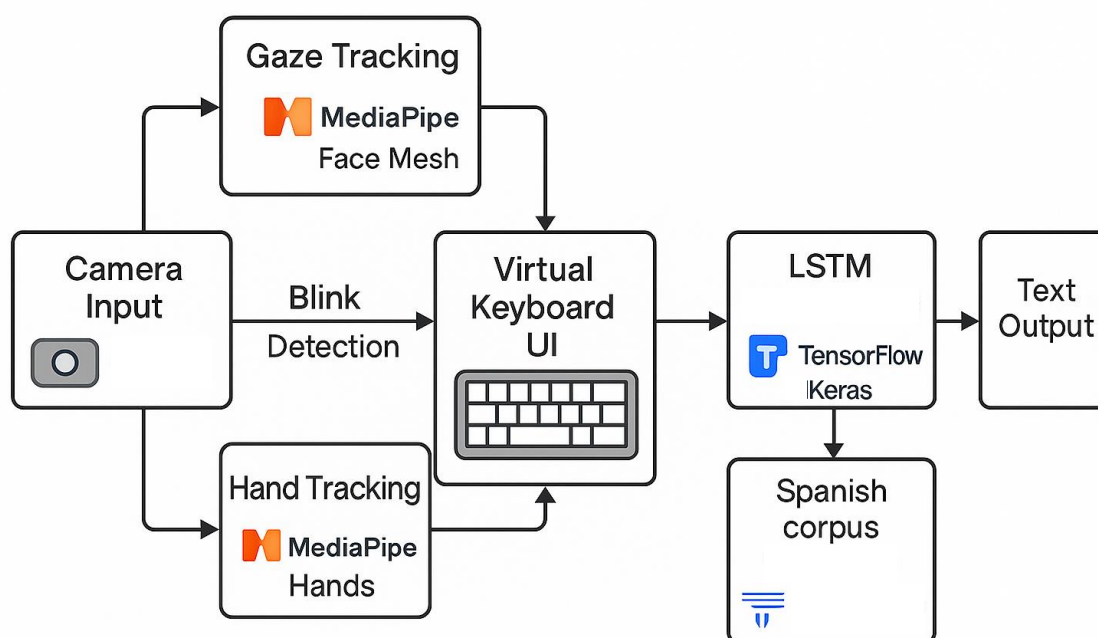 Gaze Tracking
MediaPipe
Face Mesh
Camera
Input
Blink
Detection
Virtual
Keyboard
UI
LSTM
TensorFlow
Keras
Text
Output
Hand Tracking
MediaPipe
Hands
Spanish
corpus